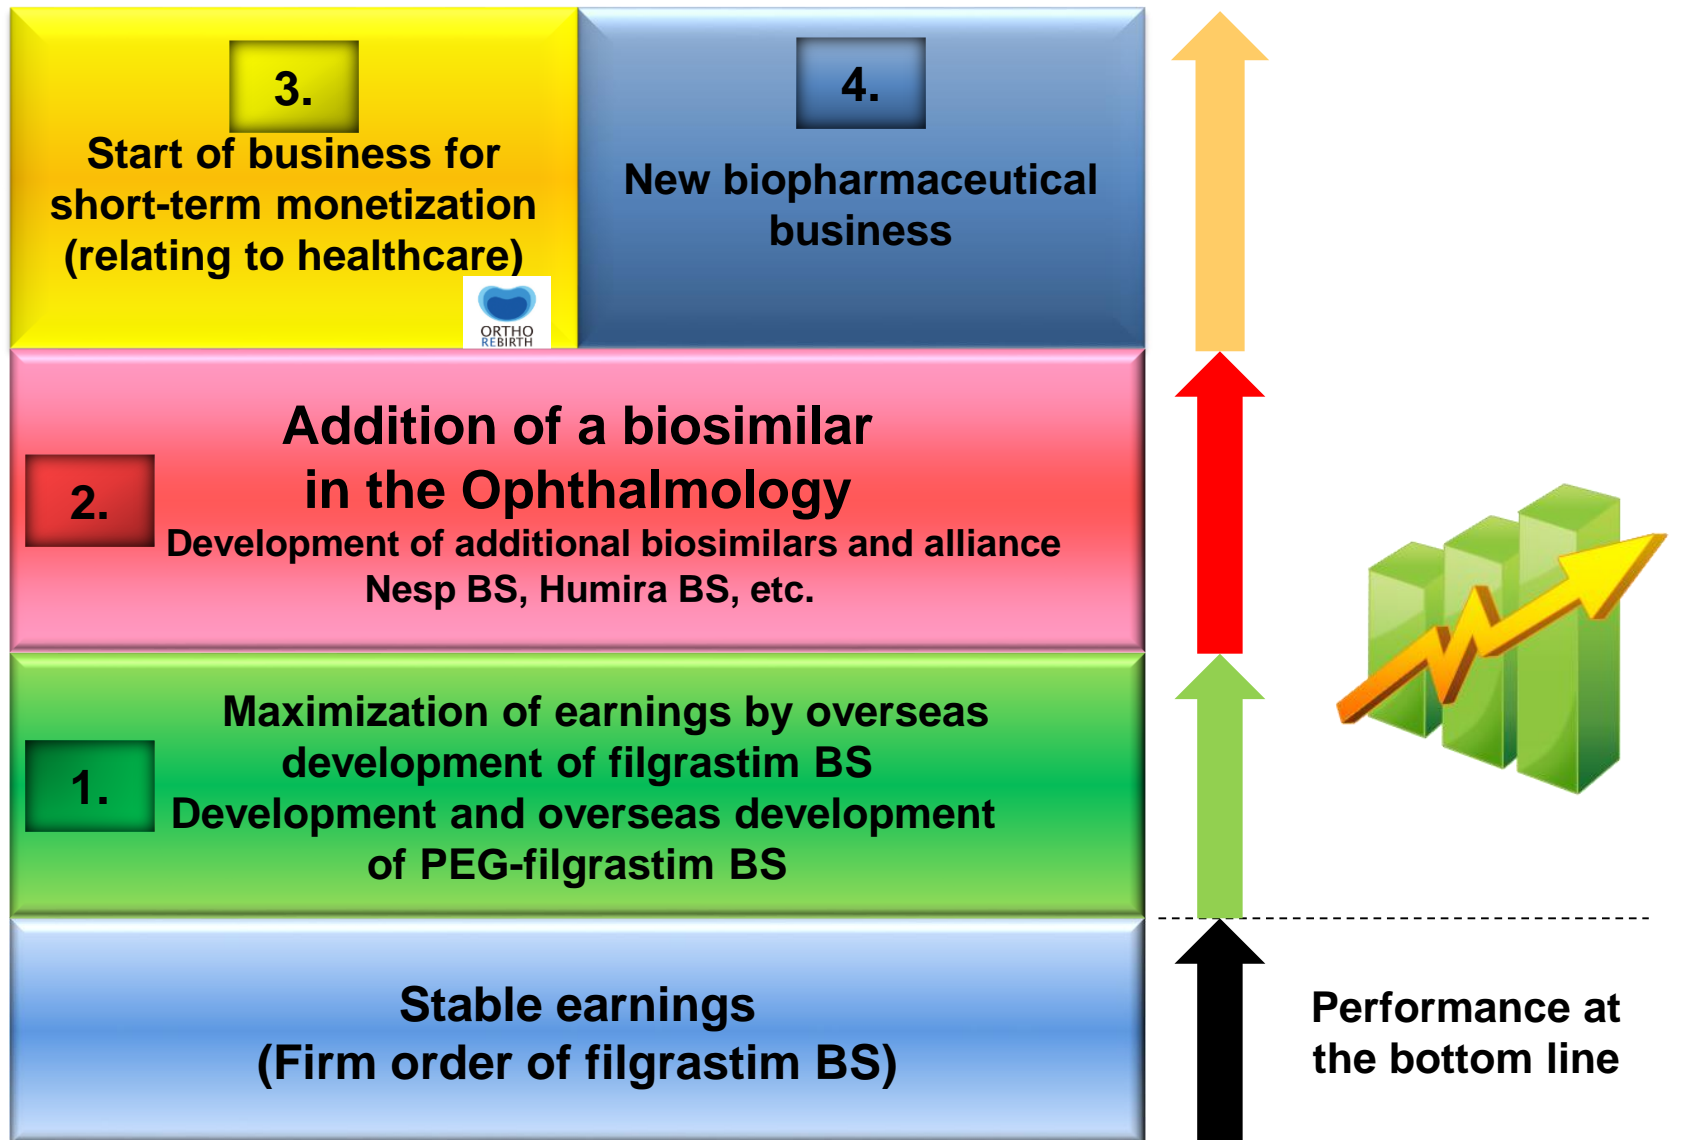 3.
Start of business for
short-term monetization
(relating to healthcare)
ORTHO
REBIRTH
4.
New biopharmaceutical
business
Addition of a biosimilar
in the Ophthalmology
2.
Development of additional biosimilars and alliance
Nesp BS, Humira BS, etc.
Maximization of earnings by overseas
development of filgrastim BS
1.
Development and overseas development
of PEG-filgrastim BS
Stable earnings
(Firm order of filgrastim BS)
Performance at
the bottom line